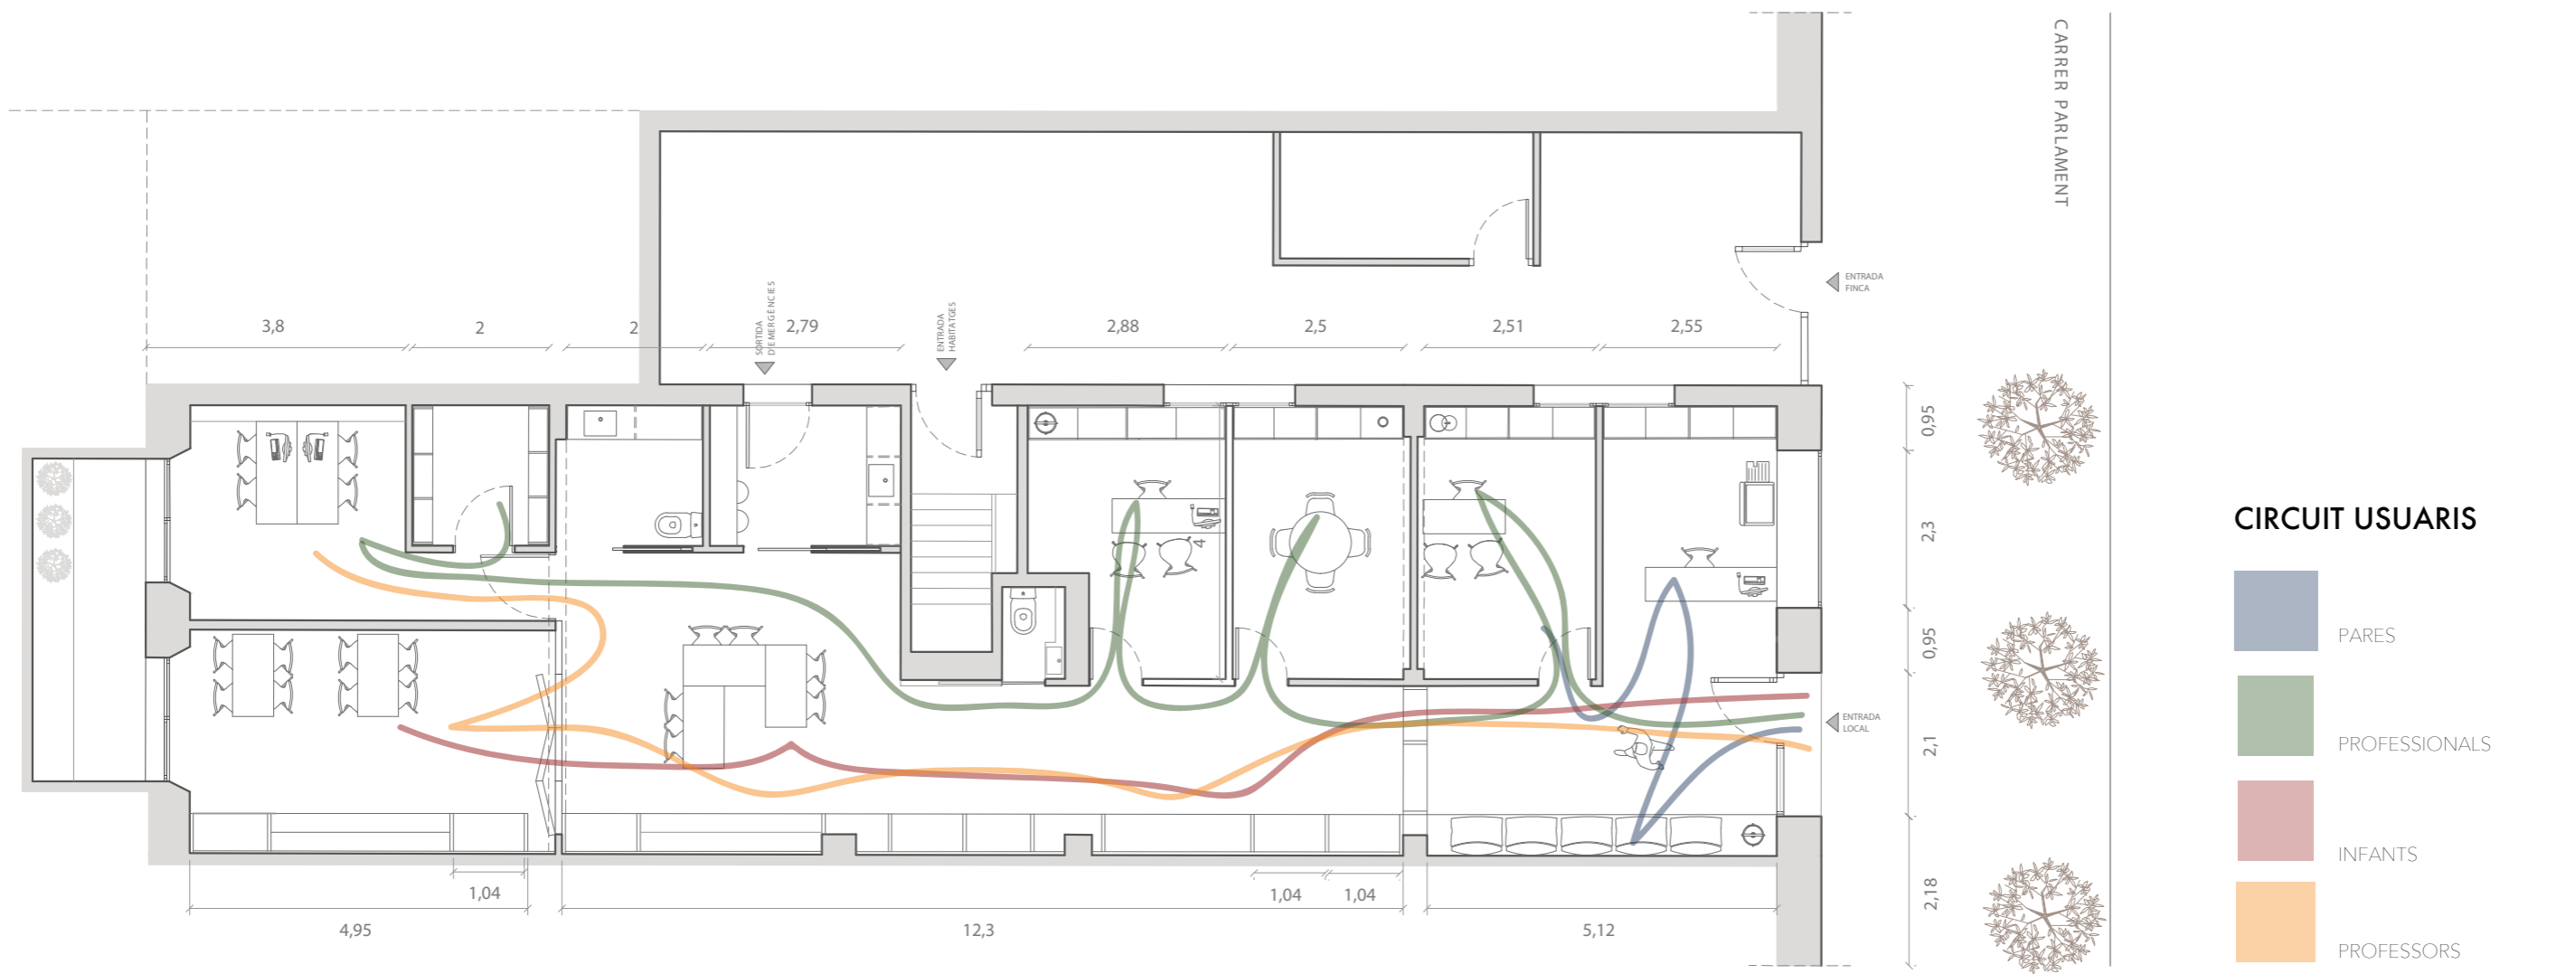 CARRER PARLAMENT
ENTRADA
FINCA
SORTIDA
D'EMERGÈNCIES
ENTRADA
HABITATGES
3,8
2
2
2,79
2,88
2,5
2,51
2,55
0,95
2,3
0,95
2,1
2,18
4
ENTRADA
LOCAL
1,04
1,04
1,04
4,95
12,3
5,12
CIRCUIT USUARIS
PARES
PROFESSIONALS
INFANTS
PROFESSORS